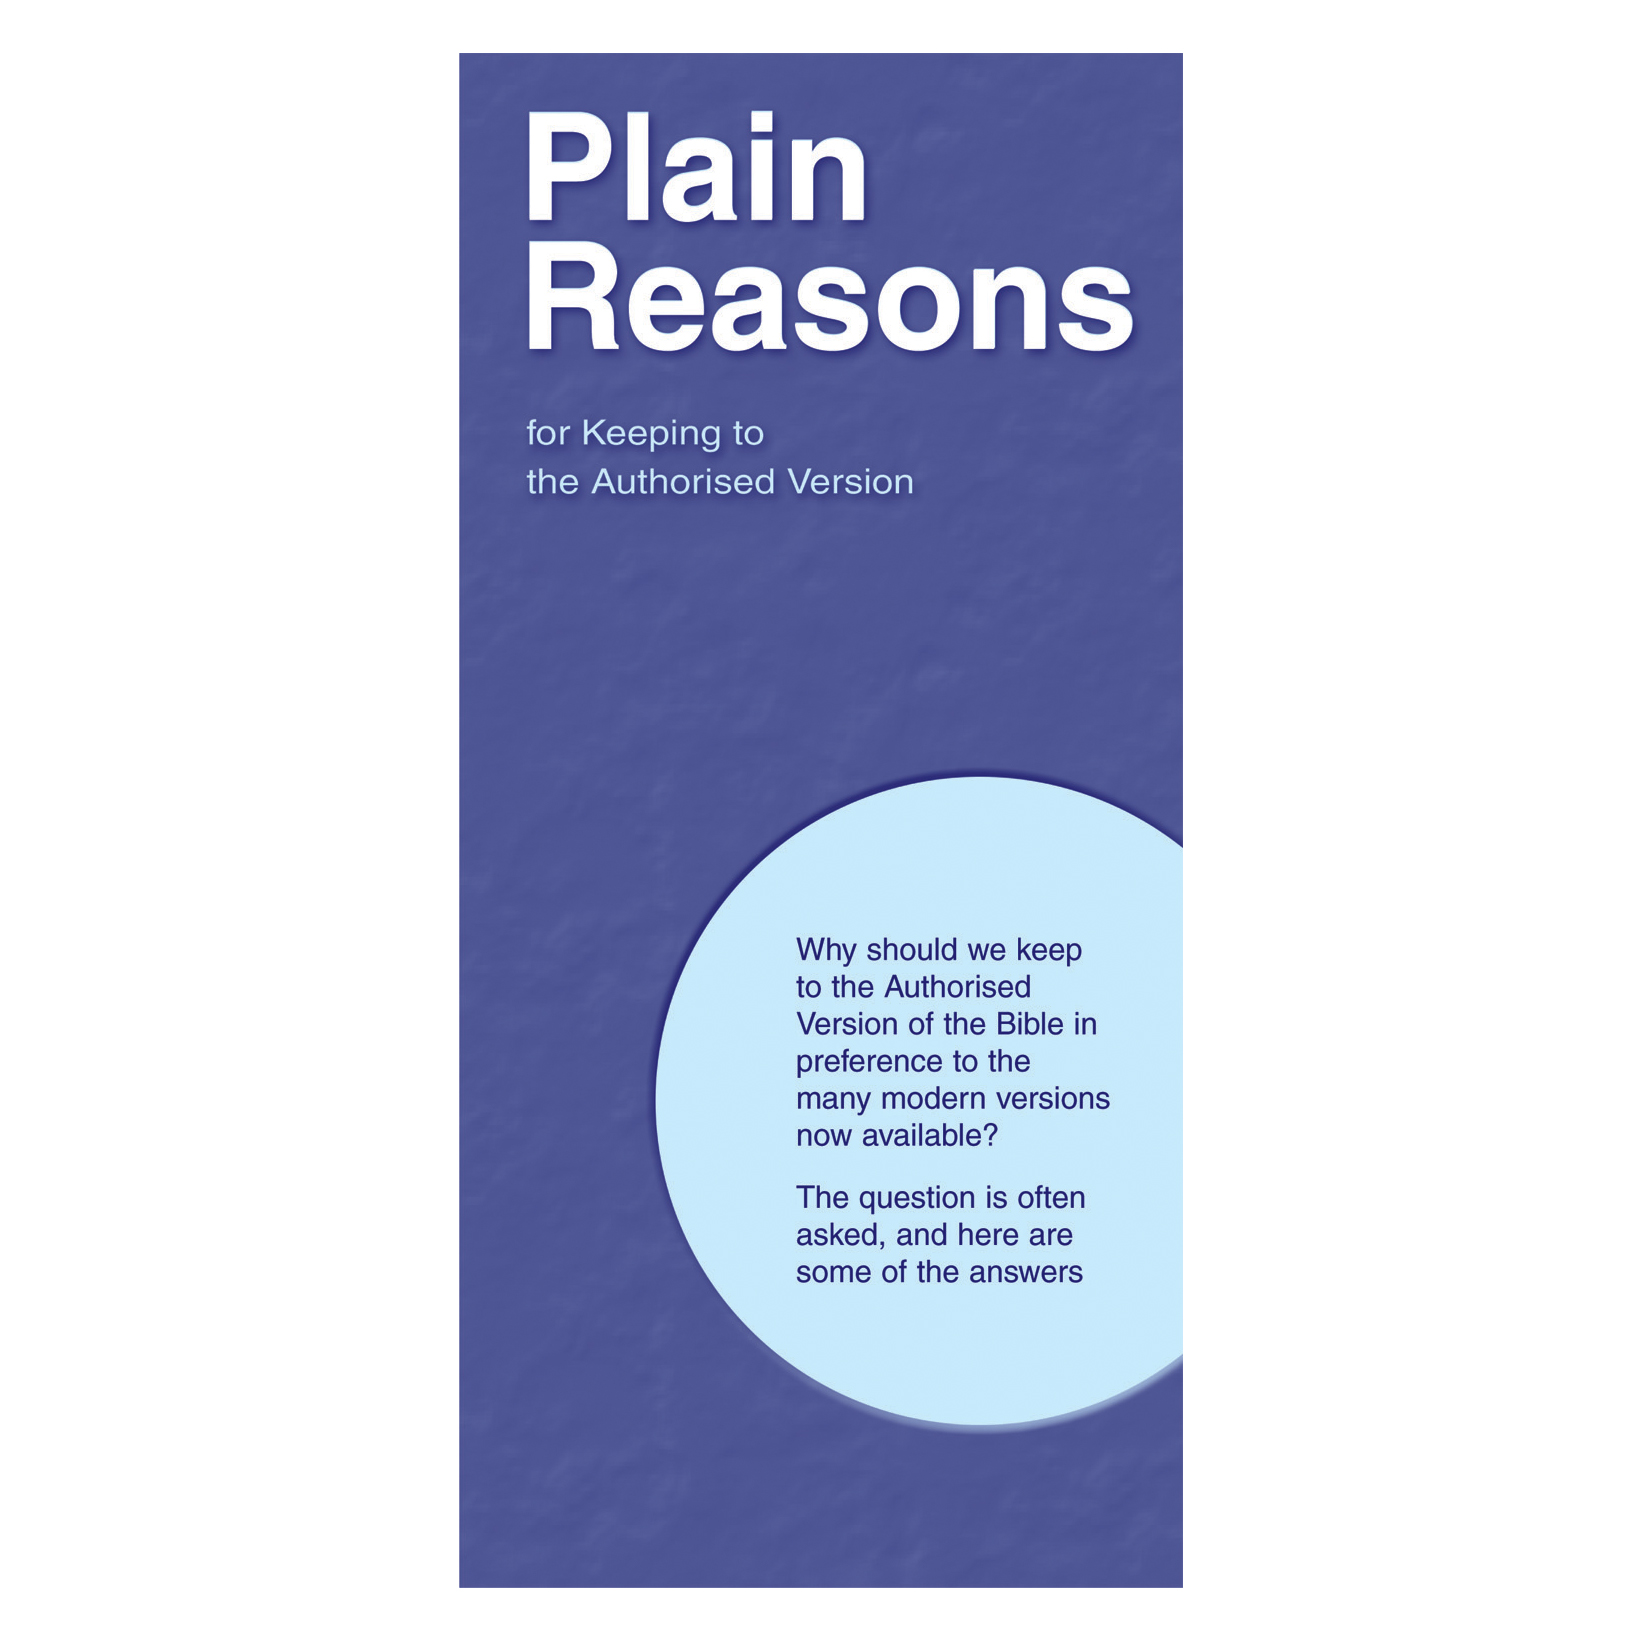 Plain
Reasons
for Keeping to
the Authorised Version
Why should we keep
to the Authorised
Version of the Bible in
preference to the
many modern versions
now available?
The question is often
asked, and here are
some of the answers